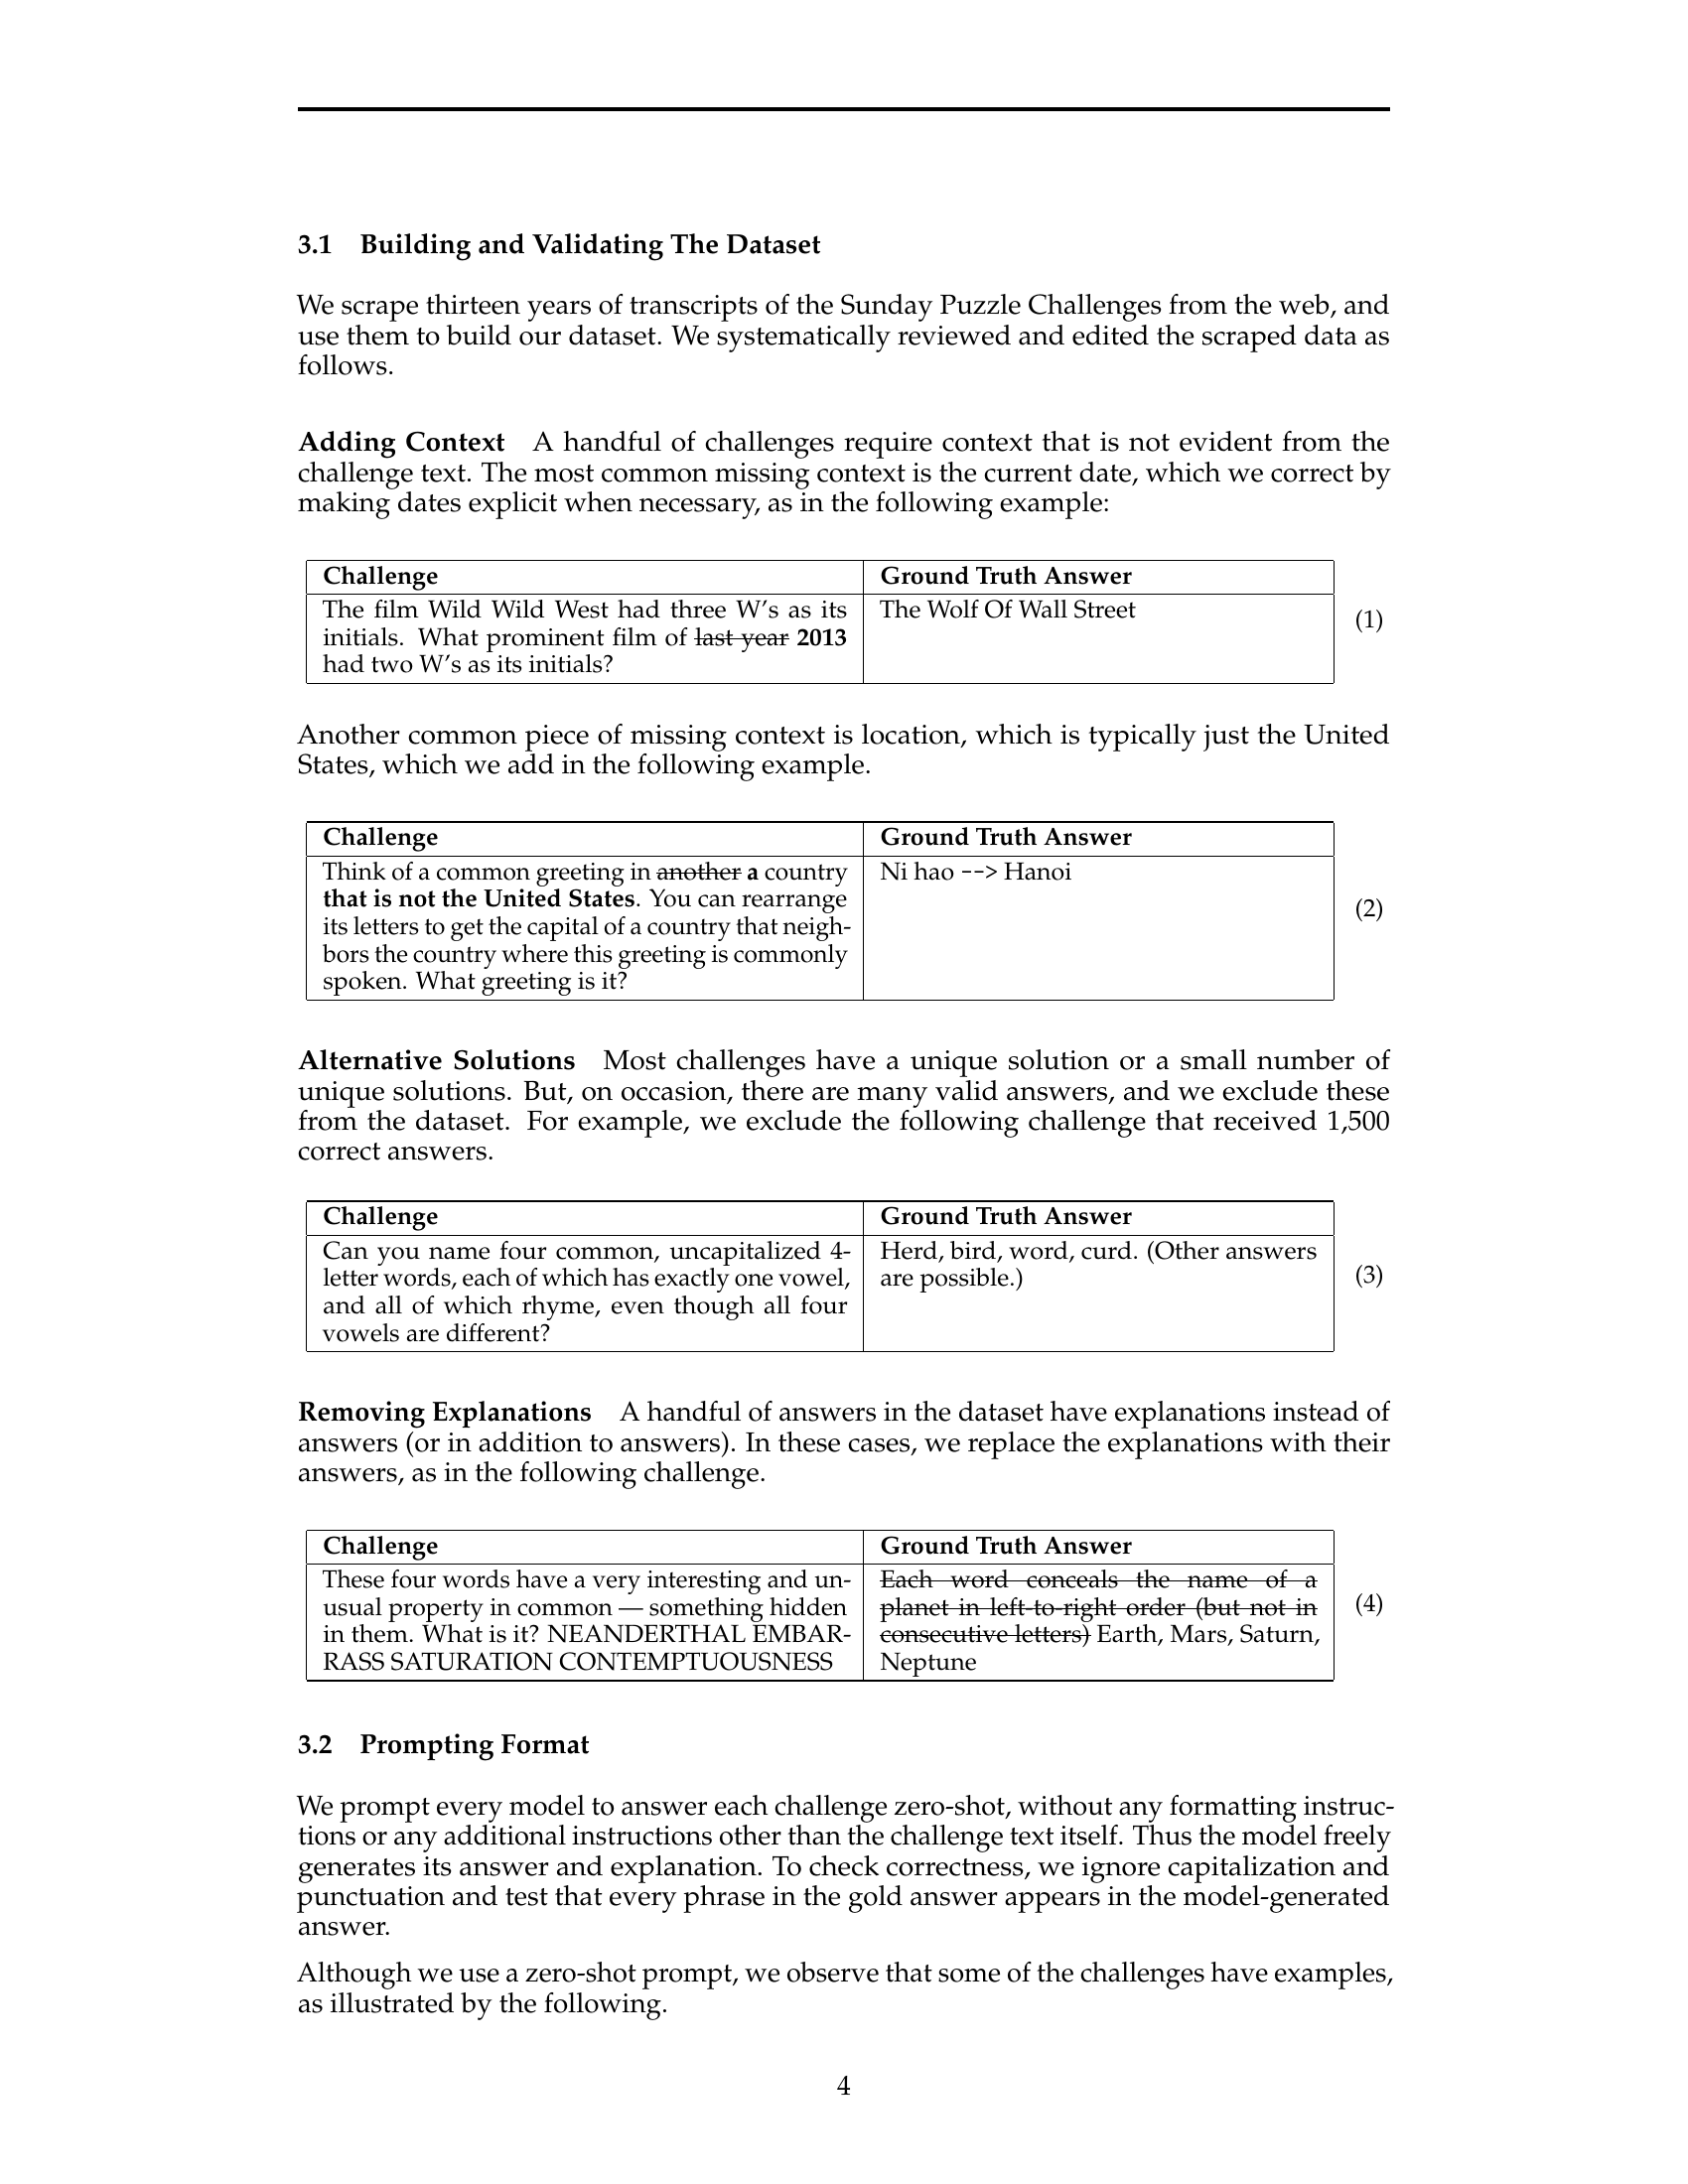 3.1 Building and Validating The Dataset
We scrape thirteen years of transcripts of the Sunday Puzzle Challenges from the web, and
use them to build our dataset. We systematically reviewed and edited the scraped data as
follows.
Adding Context A handful of challenges require context that is not evident from the
challenge text. The most common missing context is the current date, which we correct by
making dates explicit when necessary, as in the following example:
Challenge
Ground Truth Answer
The film Wild Wild West had three W's as its
initials. What prominent film of last year 2013
had two W's as its initials?
The Wolf Of Wall Street
(1)
Another common piece of missing context is location, which is typically just the United
States, which we add in the following example.
Challenge
Ground Truth Answer
Think of a common greeting in another a country
that is not the United States. You can rearrange
its letters to get the capital of a country that neigh-
bors the country where this greeting is commonly
spoken. What greeting is it?
Ni hao --> Hanoi
(2)
Alternative Solutions Most challenges have a unique solution or a small number of
unique solutions. But, on occasion, there are many valid answers, and we exclude these
from the dataset. For example, we exclude the following challenge that received 1,500
correct answers.
Challenge
Ground Truth Answer
Can you name four common, uncapitalized 4-
letter words, each of which has exactly one vowel,
and all of which rhyme, even though all four
vowels are different?
Herd, bird, word, curd. (Other answers
are possible.)
(3)
Removing Explanations A handful of answers in the dataset have explanations instead of
answers (or in addition to answers). In these cases, we replace the explanations with their
answers, as in the following challenge.
Challenge
Ground Truth Answer
These four words have a very interesting and un-
usual property in common — something hidden
in them. What is it? NEANDERTHAL EMBAR-
RASS SATURATION CONTEMPTUOUSNESS
Each word conceals the name of a
planet in left-to-right order (but not in
consecutive letters) Earth, Mars, Saturn,
Neptune
(4)
3.2 Prompting Format
We prompt every model to answer each challenge zero-shot, without any formatting instruc-
tions or any additional instructions other than the challenge text itself. Thus the model freely
generates its answer and explanation. To check correctness, we ignore capitalization and
punctuation and test that every phrase in the gold answer appears in the model-generated
answer.
Although we use a zero-shot prompt, we observe that some of the challenges have examples,
as illustrated by the following.
4